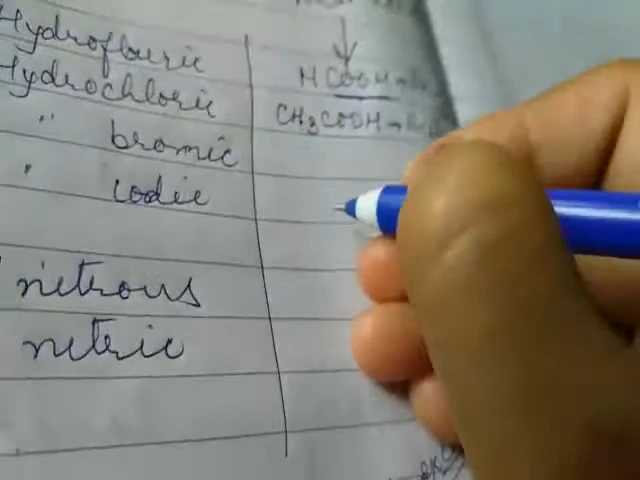 Hydroflouric
Hydrochloric
" bromic
" iodic
nitrous
nitric
HCOOH →
CH3COOH →